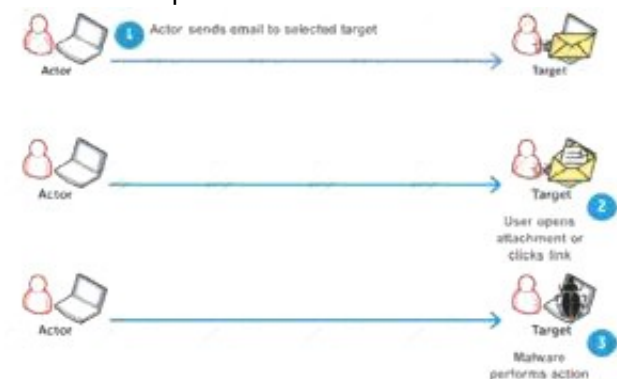 1 Actor sends email to selected target
Actor
Target
Actor
Target
2
User opens
attachment or
clicks link
Actor
Target
3
Malware
performs action